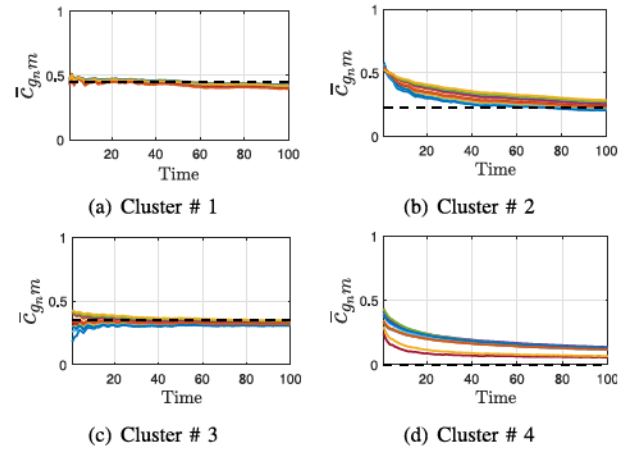 1
0.5
0
c̅_{g_n m}
20 40 60 80 100
Time
(a) Cluster # 1
1
0.5
0
c̅_{g_n m}
20 40 60 80 100
Time
(b) Cluster # 2
1
0.5
0
c̅_{g_n m}
20 40 60 80 100
Time
(c) Cluster # 3
1
0.5
0
c̅_{g_n m}
20 40 60 80 100
Time
(d) Cluster # 4